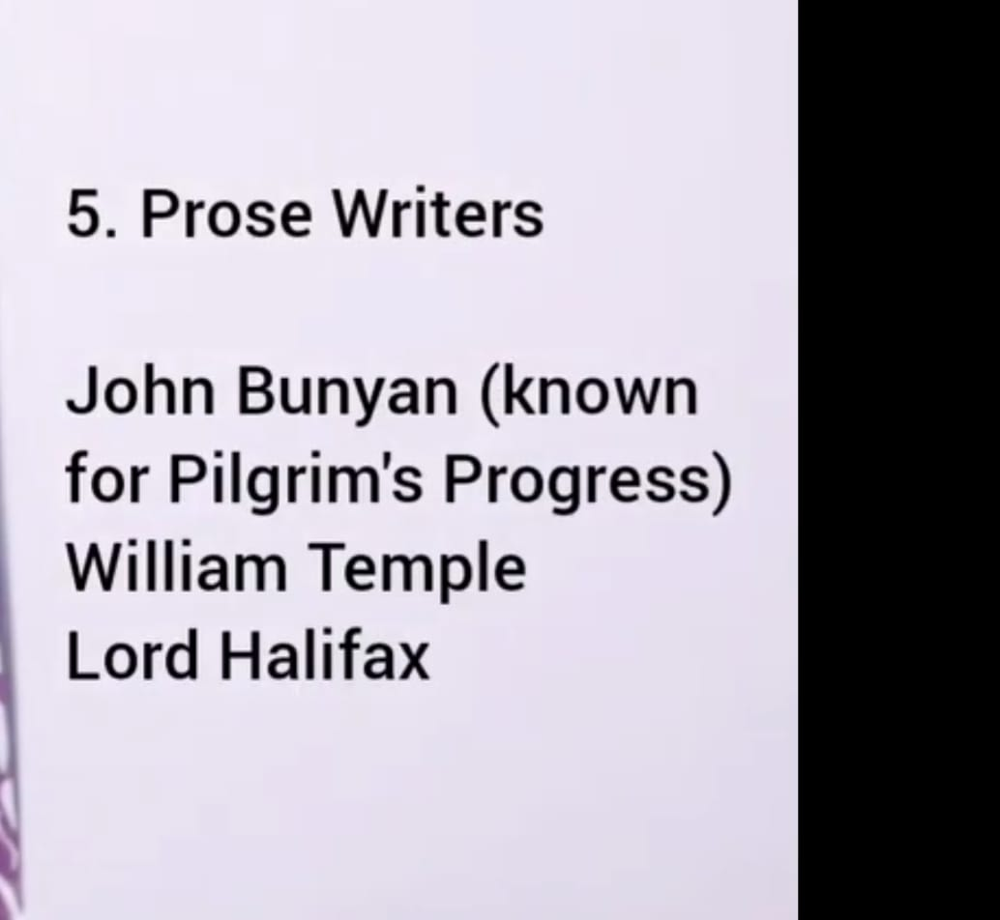 5. Prose Writers
John Bunyan (known
for Pilgrim's Progress)
William Temple
Lord Halifax